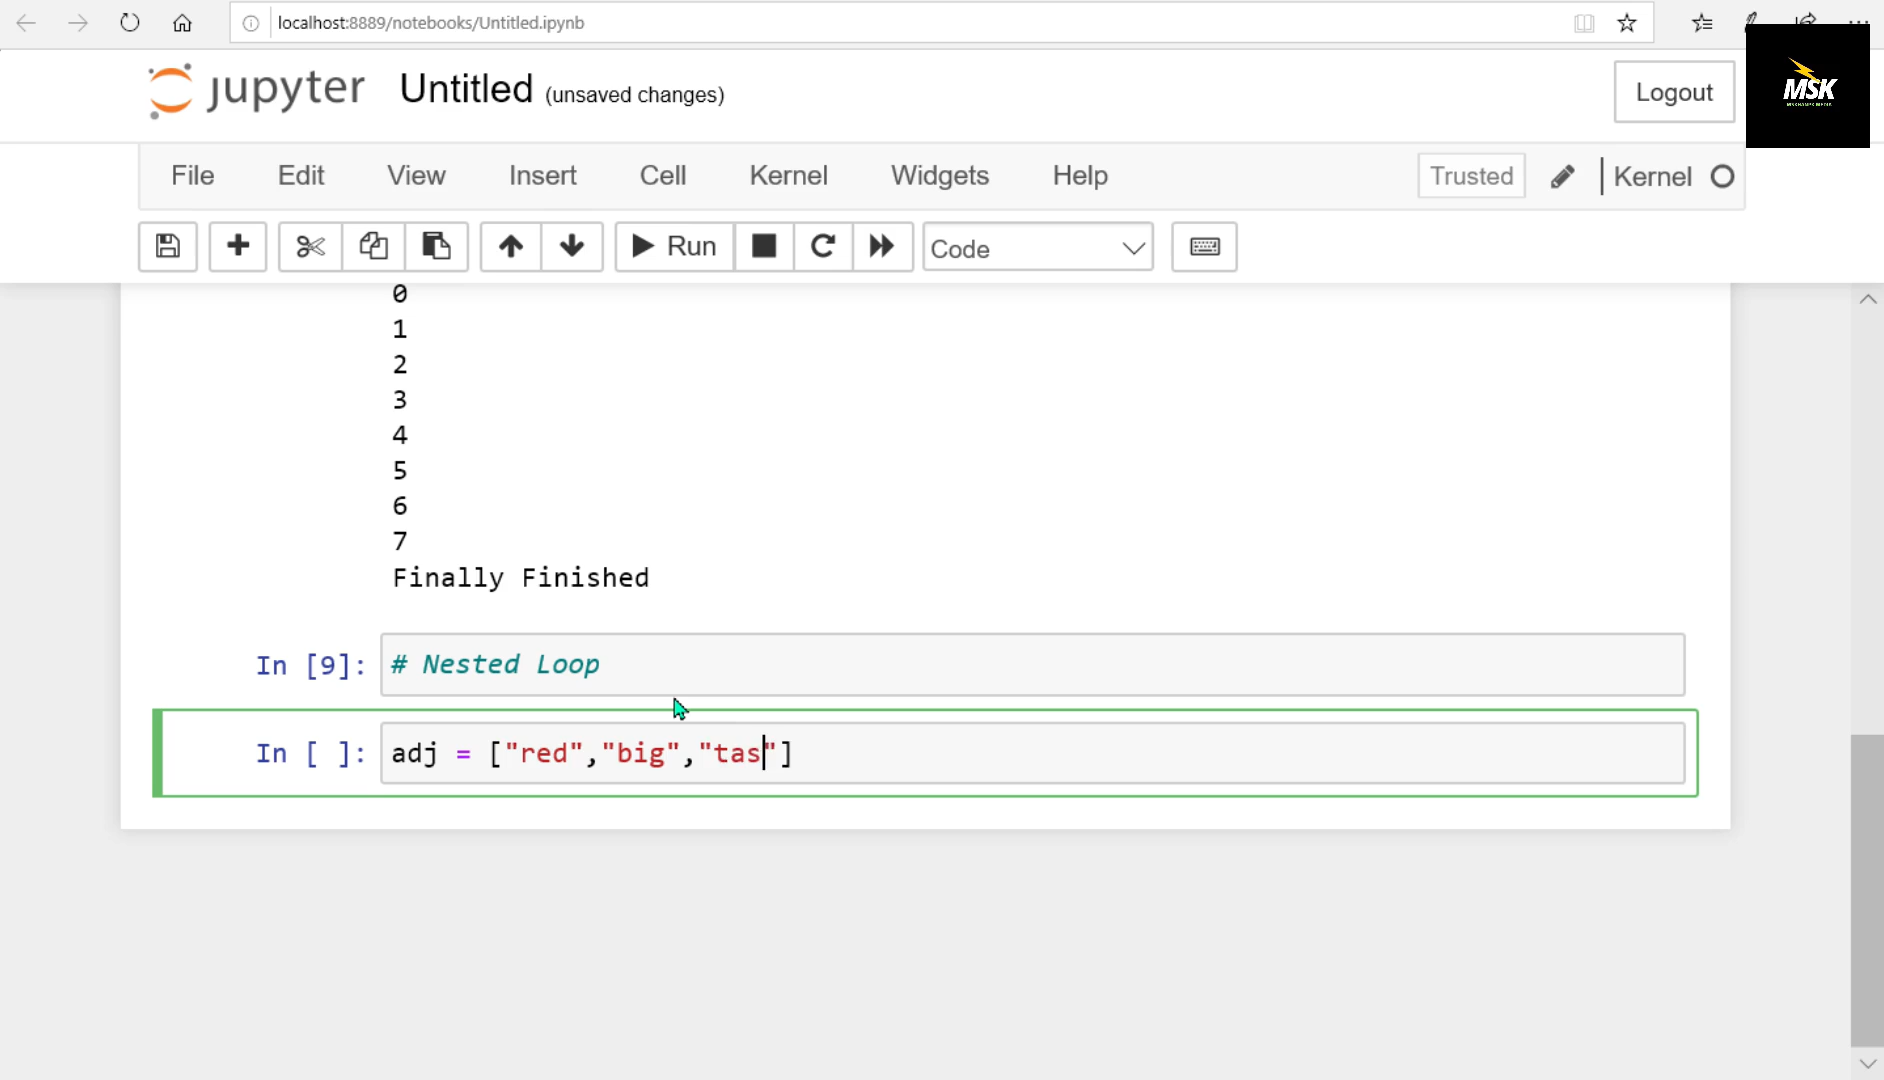 localhost:8889/notebooks/Untitled.ipynb
MSK
jupyter Untitled (unsaved changes)
Logout
File Edit View Insert Cell Kernel Widgets Help
Trusted Kernel
Run Code
0
1
2
3
4
5
6
7
Finally Finished
In [9]: # Nested Loop
In [ ]: adj = ["red","big","tas"]